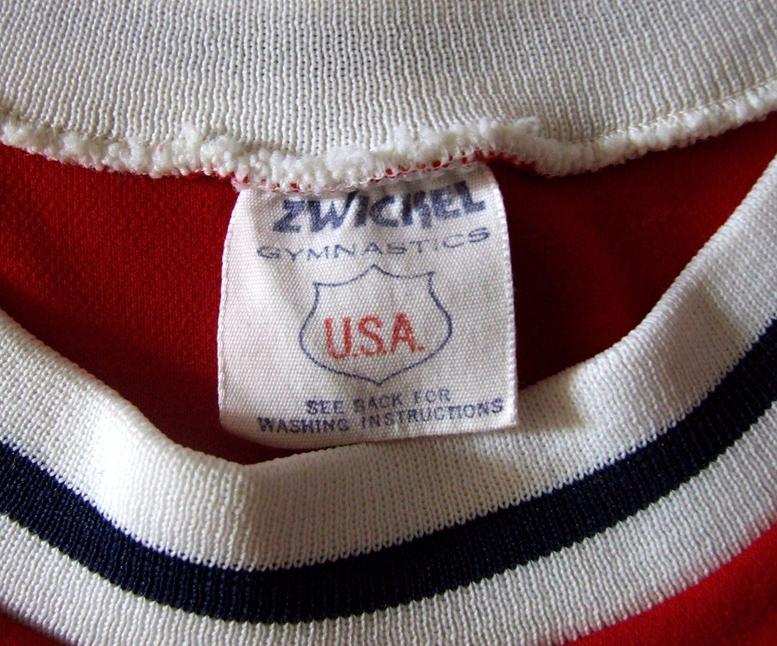 ZWICKEL
GYMNASTICS
U.S.A.
SEE BACK FOR
WASHING INSTRUCTIONS